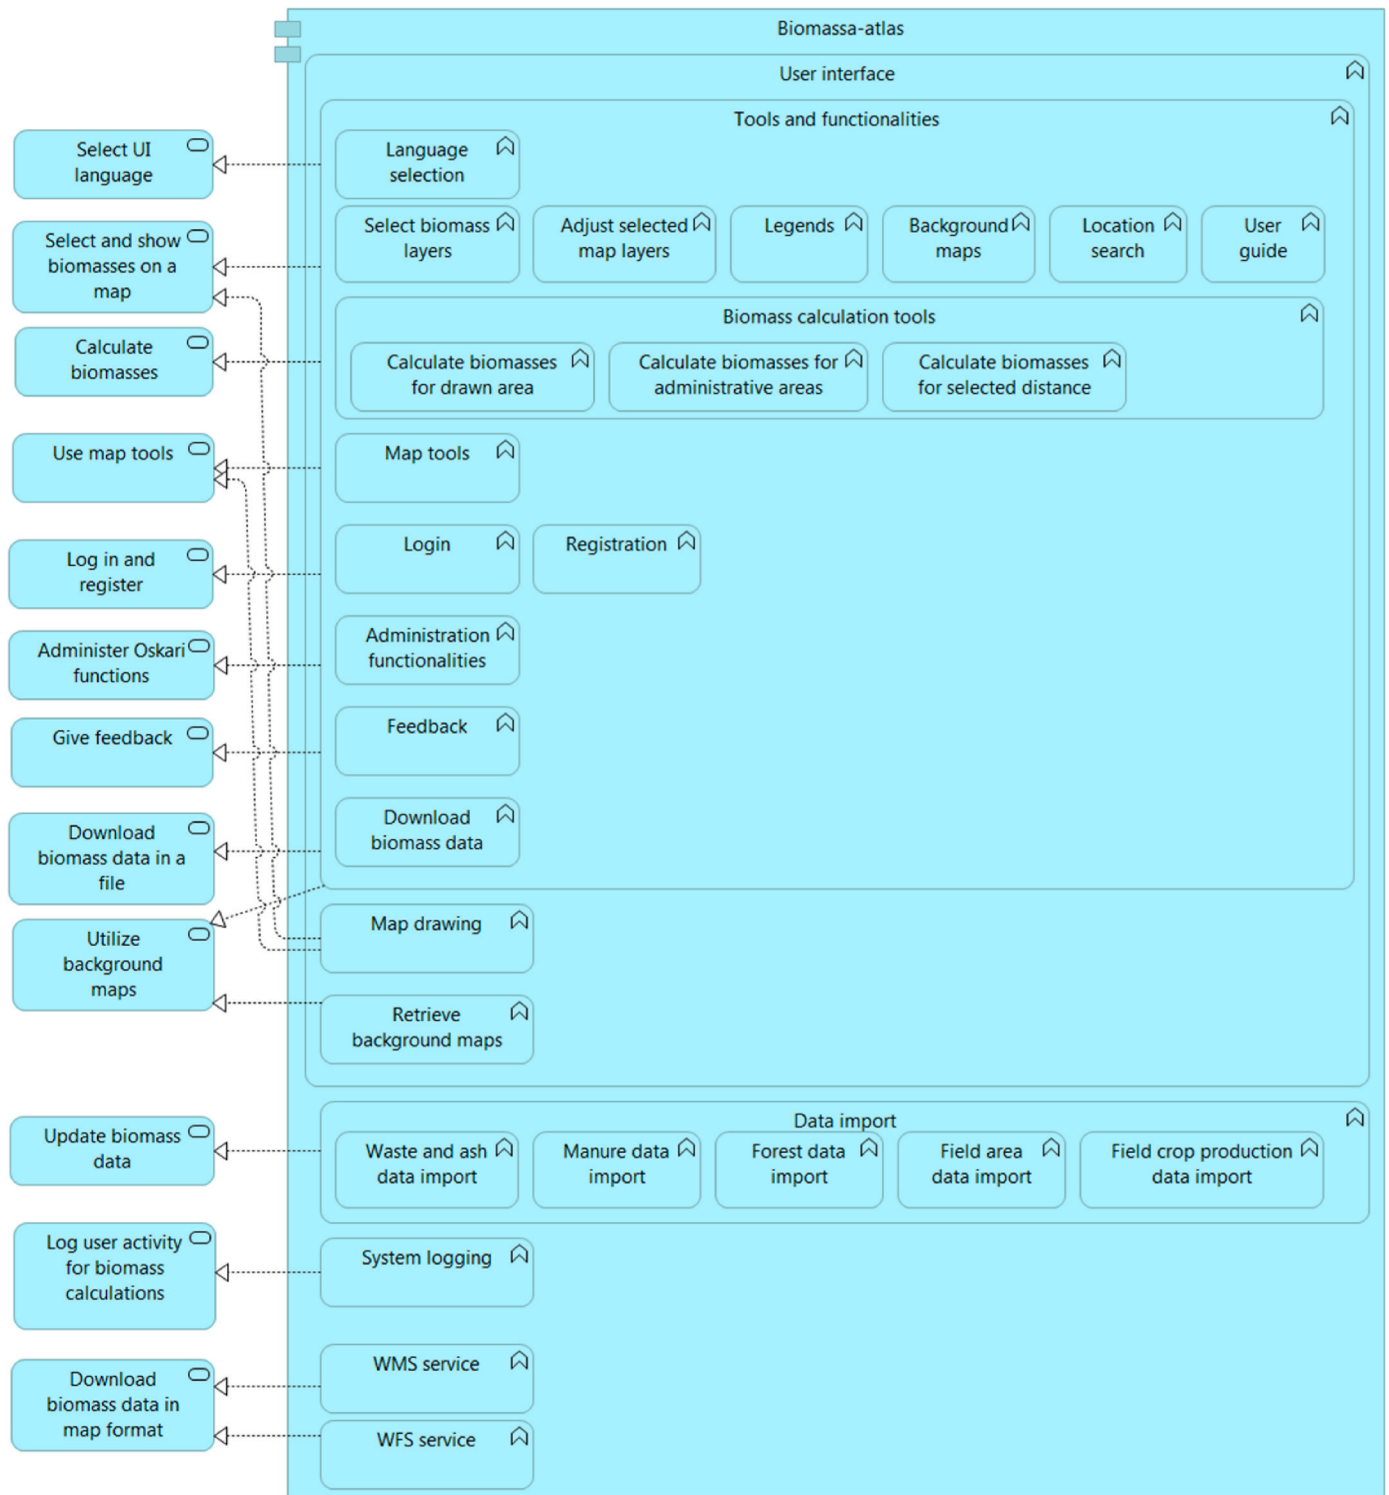 Biomassa-atlas
User interface
Tools and functionalities
Select UI
language
Language
selection
Select and show
biomasses on a
map
Select biomass
layers
Adjust selected
map layers
Legends
Background
maps
Location
search
User
guide
Calculate
biomasses
Biomass calculation tools
Calculate biomasses
for drawn area
Calculate biomasses for
administrative areas
Calculate biomasses
for selected distance
Use map tools
Map tools
Log in and
register
Login
Registration
Administer Oskari
functions
Administration
functionalities
Give feedback
Feedback
Download
biomass data in a
file
Download
biomass data
Utilize
background
maps
Map drawing
Retrieve
background maps
Update biomass
data
Data import
Waste and ash
data import
Manure data
import
Forest data
import
Field area
data import
Field crop production
data import
Log user activity
for biomass
calculations
System logging
Download
biomass data in
map format
WMS service
WFS service